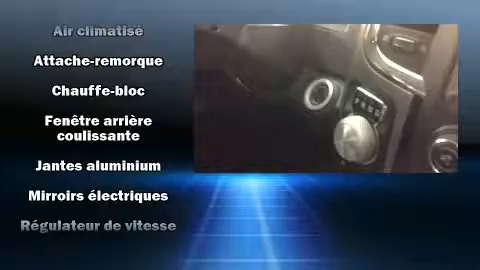 Air climatisé
Attache-remorque
Chauffe-bloc
Fenêtre arrière
coulissante
Jantes aluminium
Mirroirs électriques
Régulateur de vitesse